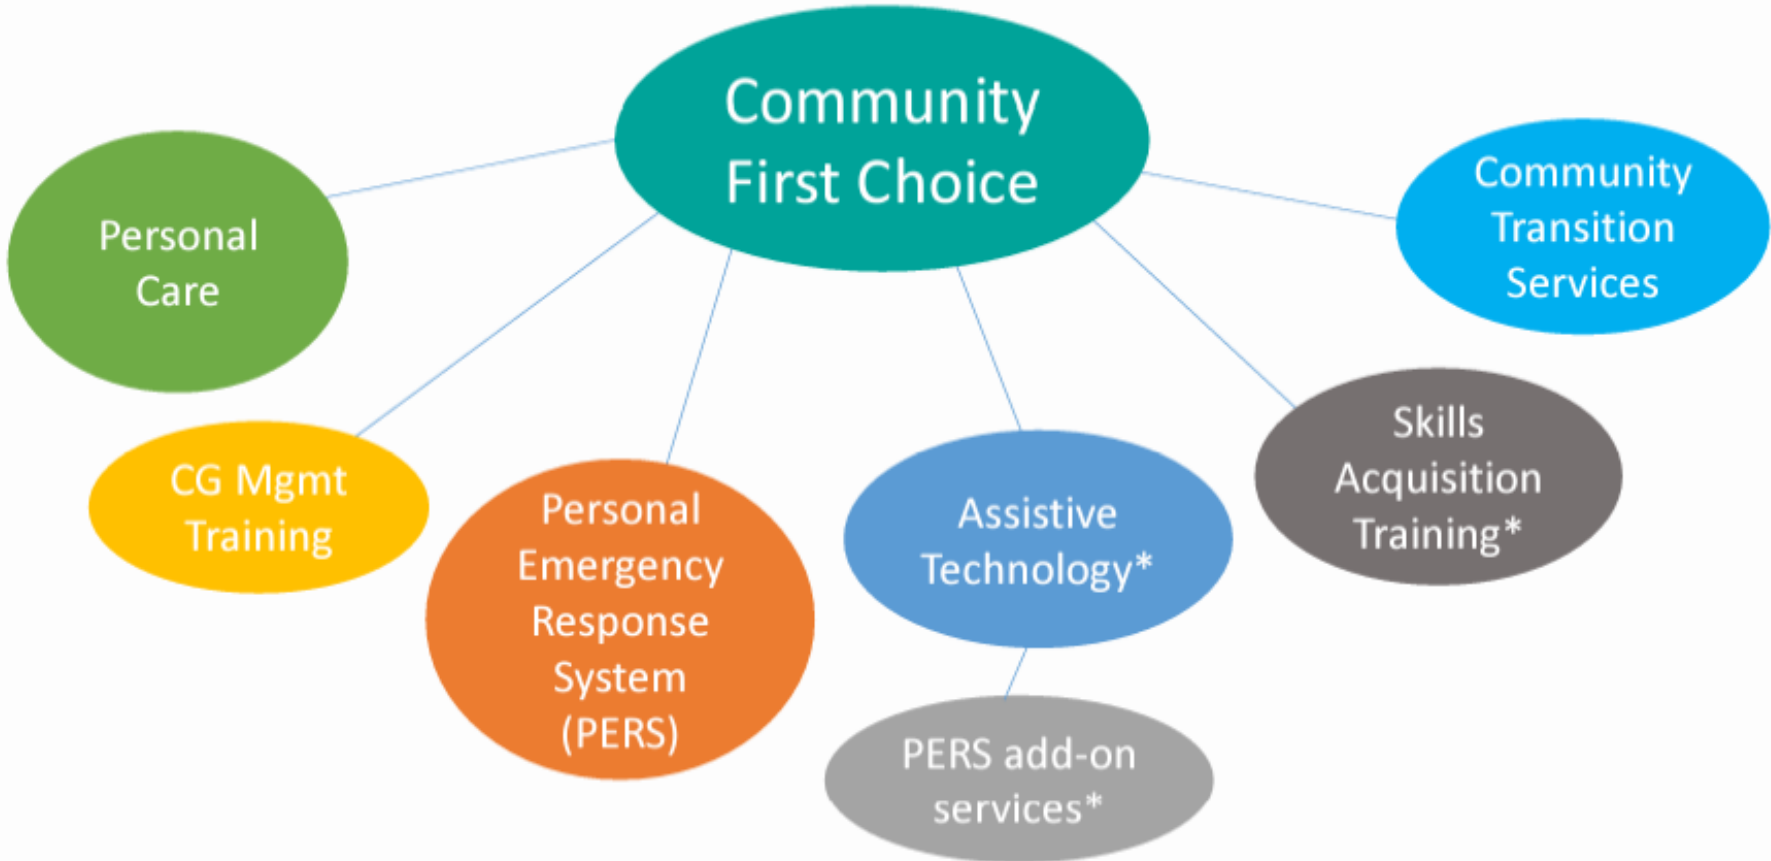 Community
First Choice
Personal
Care
CG Mgmt
Training
Personal
Emergency
Response
System
(PERS)
Assistive
Technology*
PERS add-on
services*
Skills
Acquisition
Training*
Community
Transition
Services